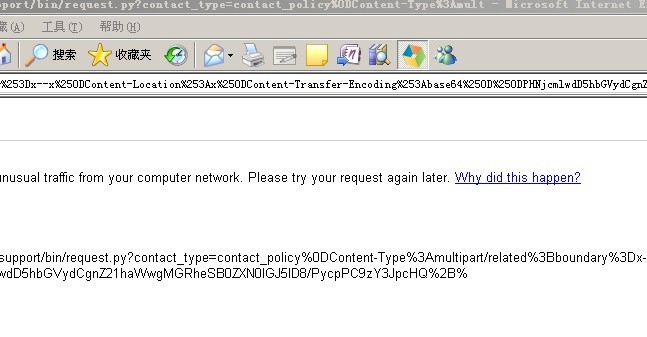 pport/bin/request.py?contact_type=contact_policy%0DContent-Type%3Amult - Microsoft Internet E
藏(A) 工具(T) 帮助(H)
搜索 收藏夹
%253Dx--x%250DContent-Location%253Ax%250DContent-Transfer-Encoding%253Abase64%250D%250DPHNjcmlwdD5hbGVydCgnZ
unusual traffic from your computer network. Please try your request again later. Why did this happen?
support/bin/request.py?contact_type=contact_policy%0DContent-Type%3Amultipart/related%3Bboundary%3Dx-
wdD5hbGVydCgnZ21haWwgMGRheSB0ZXN0IGJ5ID8/PycpPC9zY3JpcHQ%2B%